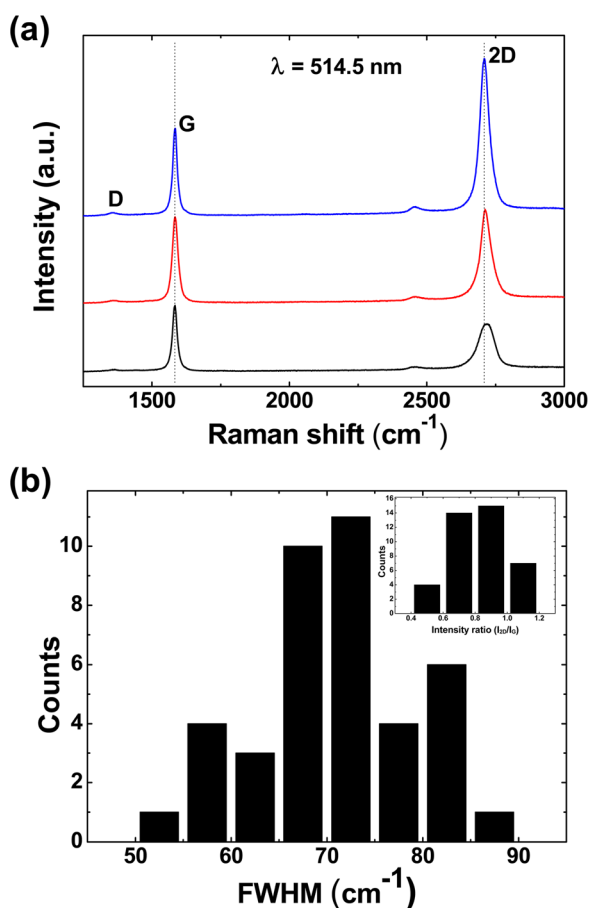 (a)
λ = 514.5 nm
2D
G
D
Intensity (a.u.)
1500 2000 2500 3000
Raman shift (cm⁻¹)
(b)
10
8
6
4
2
0
Counts
50 60 70 80 90
FWHM (cm⁻¹)
16
14
12
10
8
6
4
2
0
Counts
0.4 0.6 0.8 1.0 1.2
Intensity ratio (I2D/IG)